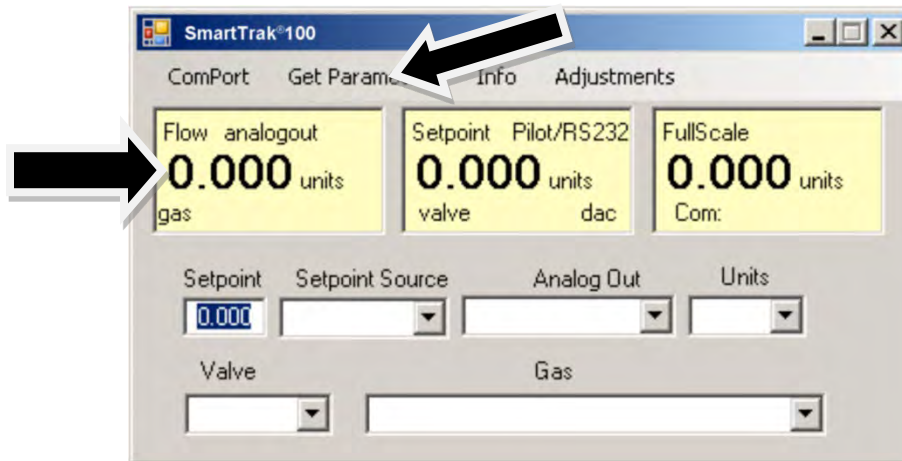 SmartTrak®100
ComPort Info Adjustments
Get
Flow analogout
0.000 units
gas
Setpoint Pilot/RS232
0.000 units
valve dac
FullScale
0.000 units
Com:
Setpoint Setpoint Source Analog Out Units
0.000
Valve Gas